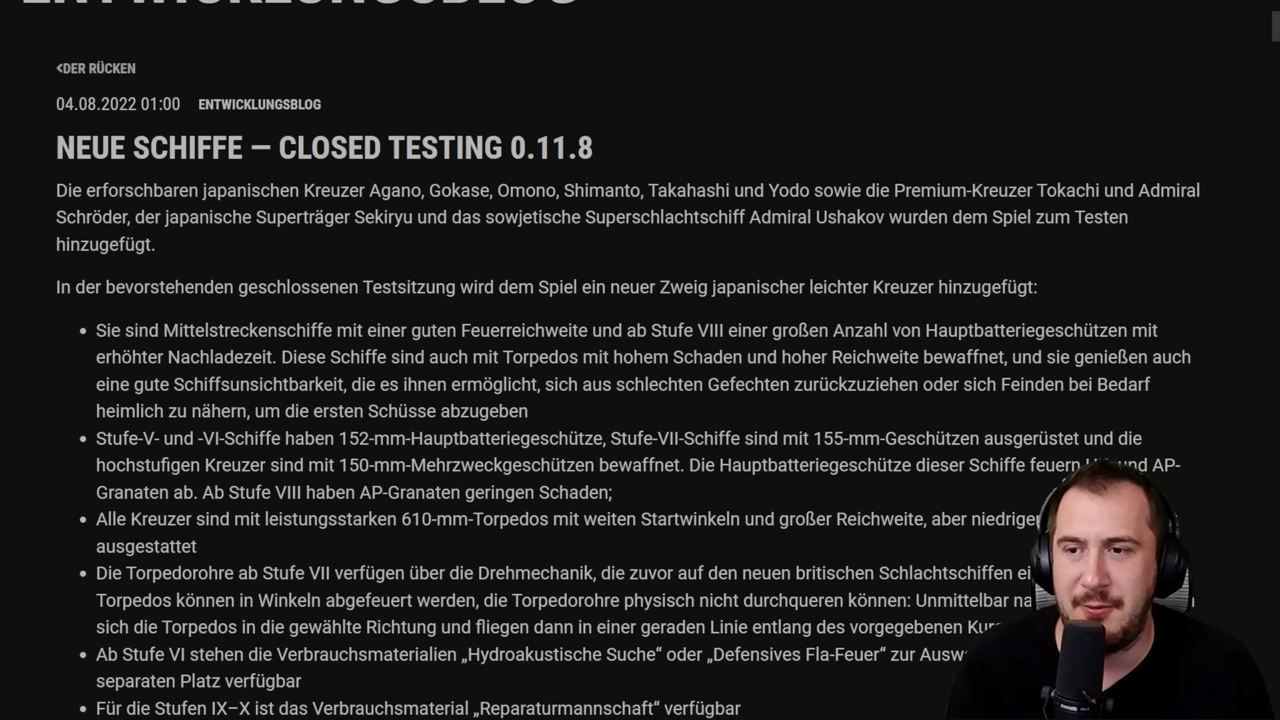 ENTWICKLUNGSBLOG
<DER RÜCKEN
04.08.2022 01:00 ENTWICKLUNGSBLOG
NEUE SCHIFFE — CLOSED TESTING 0.11.8
Die erforschbaren japanischen Kreuzer Agano, Gokase, Omono, Shimanto, Takahashi und Yodo sowie die Premium-Kreuzer Tokachi und Admiral
Schröder, der japanische Superträger Sekiryu und das sowjetische Superschlachtschiff Admiral Ushakov wurden dem Spiel zum Testen
hinzugefügt.
In der bevorstehenden geschlossenen Testsitzung wird dem Spiel ein neuer Zweig japanischer leichter Kreuzer hinzugefügt:
• Sie sind Mittelstreckenschiffe mit einer guten Feuerreichweite und ab Stufe VIII einer großen Anzahl von Hauptbatteriegeschützen mit
erhöhter Nachladezeit. Diese Schiffe sind auch mit Torpedos mit hohem Schaden und hoher Reichweite bewaffnet, und sie genießen auch
eine gute Schiffsunsichtbarkeit, die es ihnen ermöglicht, sich aus schlechten Gefechten zurückzuziehen oder sich Feinden bei Bedarf
heimlich zu nähern, um die ersten Schüsse abzugeben
• Stufe-V- und -VI-Schiffe haben 152-mm-Hauptbatteriegeschütze, Stufe-VII-Schiffe sind mit 155-mm-Geschützen ausgerüstet und die
hochstufigen Kreuzer sind mit 150-mm-Mehrzweckgeschützen bewaffnet. Die Hauptbatteriegeschütze dieser Schiffe feuern und AP-
Granaten ab. Ab Stufe VIII haben AP-Granaten geringen Schaden;
• Alle Kreuzer sind mit leistungsstarken 610-mm-Torpedos mit weiten Startwinkeln und großer Reichweite, aber
ausgestattet
• Die Torpedorohre ab Stufe VII verfügen über die Drehmechanik, die zuvor auf den neuen britischen Schlachtschiffen
Torpedos können in Winkeln abgefeuert werden, die Torpedorohre physisch nicht durchqueren können: Unmittelbar
sich die Torpedos in die gewählte Richtung und fliegen dann in einer geraden Linie entlang des vorgegebenen
• Ab Stufe VI stehen die Verbrauchsmaterialien „Hydroakustische Suche“ oder „Defensives Fla-Feuer“ zur
separaten Platz verfügbar
• Für die Stufen IX–X ist das Verbrauchsmaterial „Reparaturmannschaft“ verfügbar